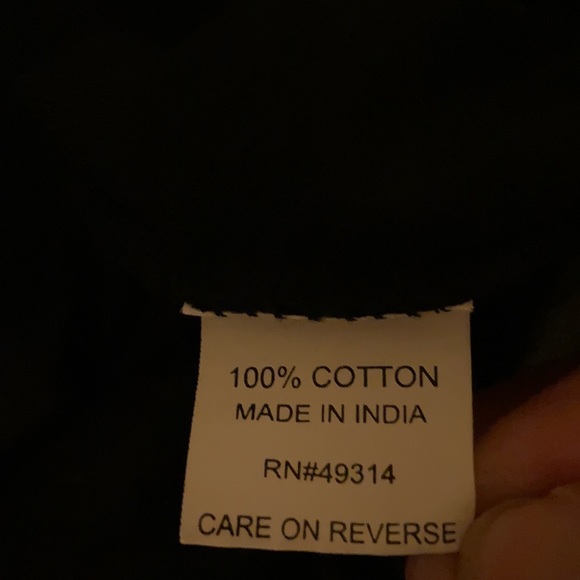 100% COTTON
MADE IN INDIA
RN#49314
CARE ON REVERSE